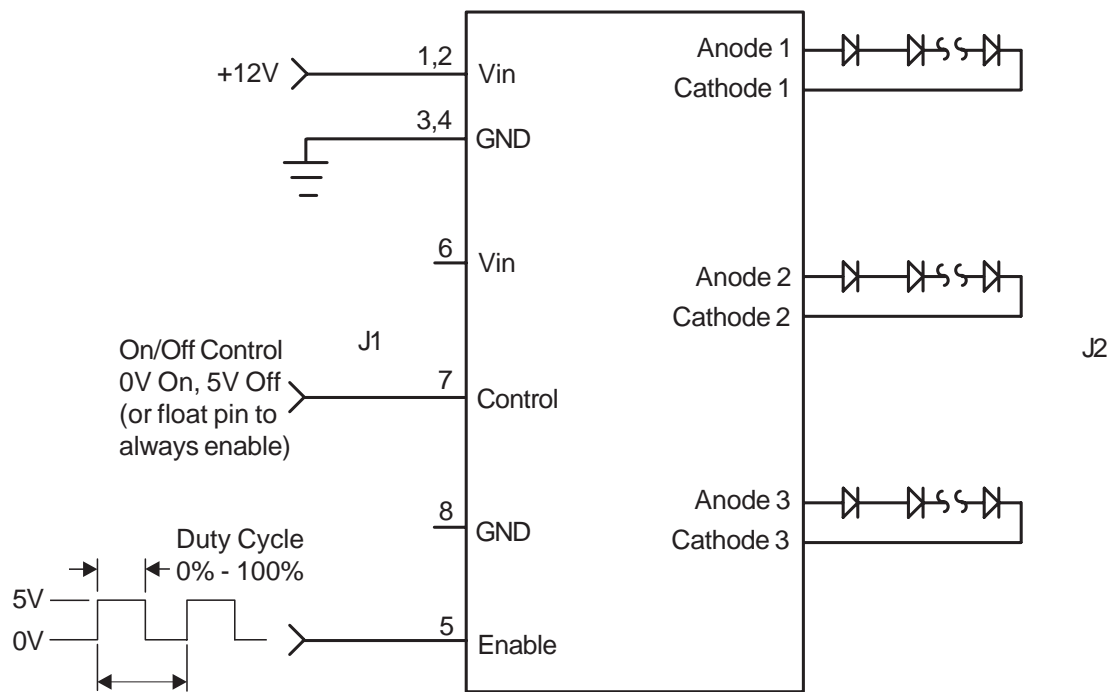 +12V
1,2
Vin
3,4
GND
6
Vin
J1
On/Off Control
0V On, 5V Off
(or float pin to
always enable)
7
Control
8
GND
Duty Cycle
0% - 100%
5V
0V
5
Enable
Anode 1
Cathode 1
Anode 2
Cathode 2
J2
Anode 3
Cathode 3